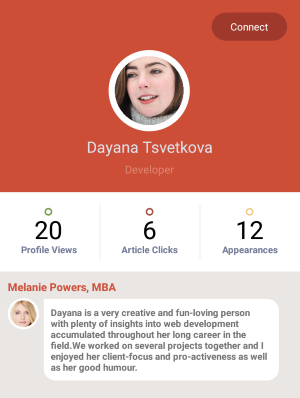 Connect
Dayana Tsvetkova
Developer
20
6
12
Profile Views
Article Clicks
Appearances
Melanie Powers, MBA
Dayana is a very creative and fun-loving person
with plenty of insights into web development
accumulated throughout her long career in the
field.We worked on several projects together and I
enjoyed her client-focus and pro-activeness as well
as her good humour.